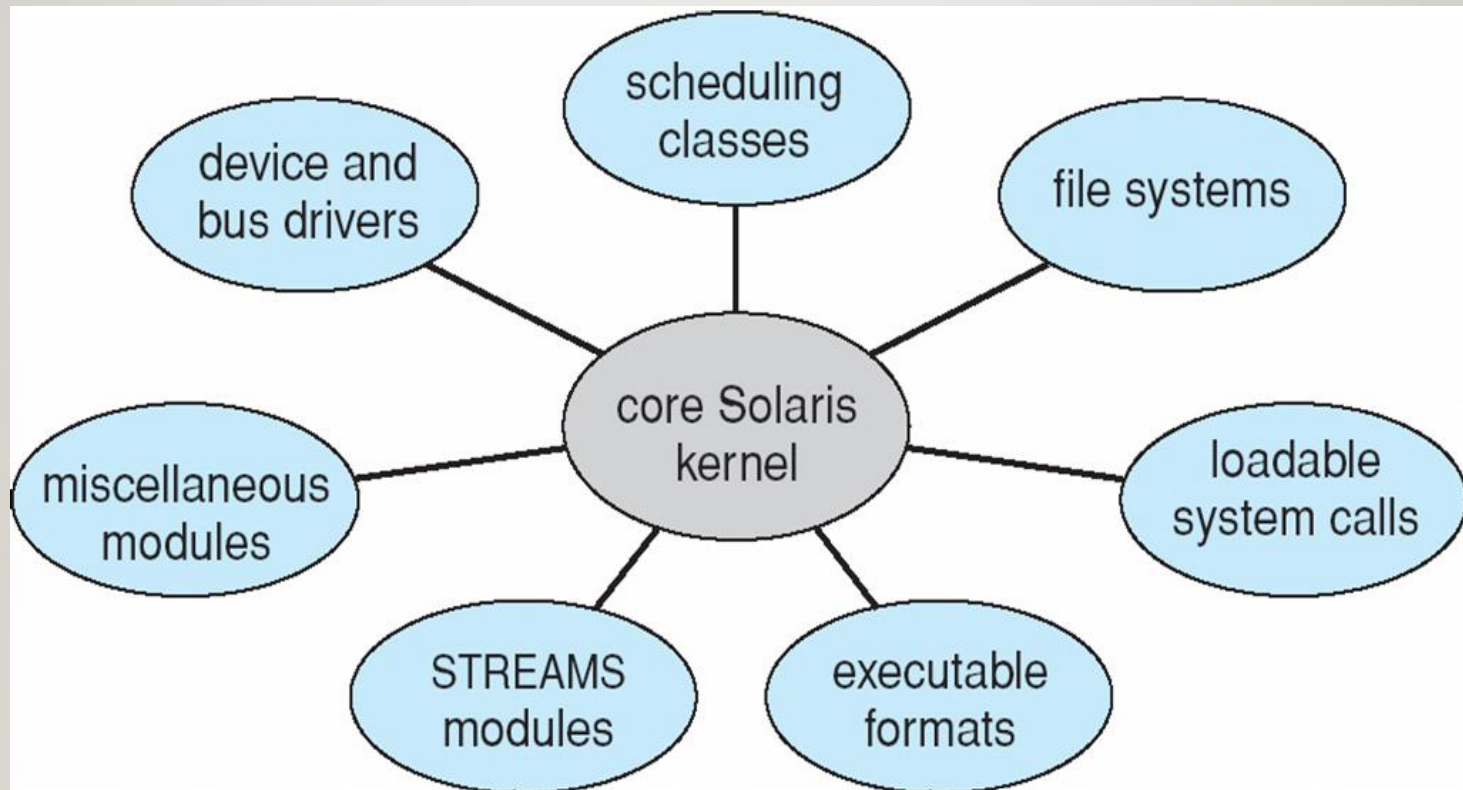 scheduling
classes
device and
bus drivers
file systems
core Solaris
kernel
loadable
system calls
miscellaneous
modules
STREAMS
modules
executable
formats